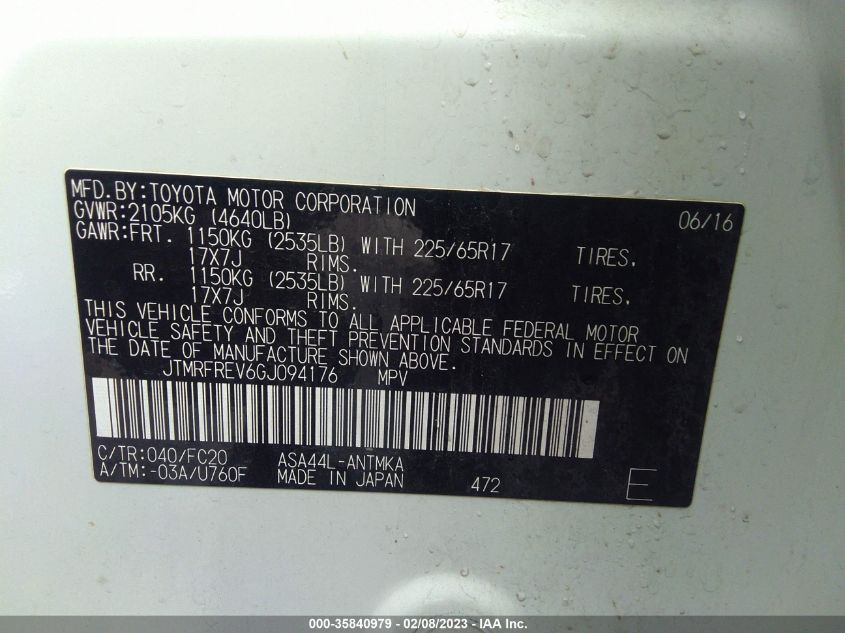 MFD.BY:TOYOTA MOTOR CORPORATION 06/16
GVWR:2105KG (4640LB)
GAWR:FRT. 1150KG (2535LB) WITH 225/65R17 TIRES.
17X7J RIMS.
RR. 1150KG (2535LB) WITH 225/65R17 TIRES.
17X7J RIMS.
THIS VEHICLE CONFORMS TO ALL APPLICABLE FEDERAL MOTOR
VEHICLE SAFETY AND THEFT PREVENTION STANDARDS IN EFFECT ON
THE DATE OF MANUFACTURE SHOWN ABOVE.
JTMRFREV6GJ094176 MPV
C/TR:040/FC20 ASA44L-ANTMKA
A/TM:-03A/U760F MADE IN JAPAN 472 E
000-35840979 - 02/08/2023 - IAA Inc.